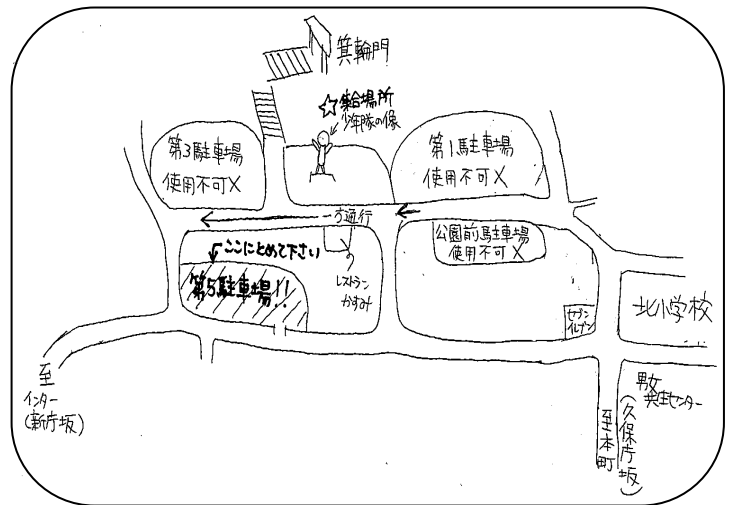 箕輪門
☆集合場所
少年隊の像
第3駐車場
使用不可X
第1駐車場
使用不可X
一方通行
公園前駐車場
使用不可X
ここにとめて下さい
第5駐車場!!
レストラン
かすみ
セブン
イレブン
北小学校
男女
共生センター
至
インター
(新庁坂)
至本町
(久保庁坂)